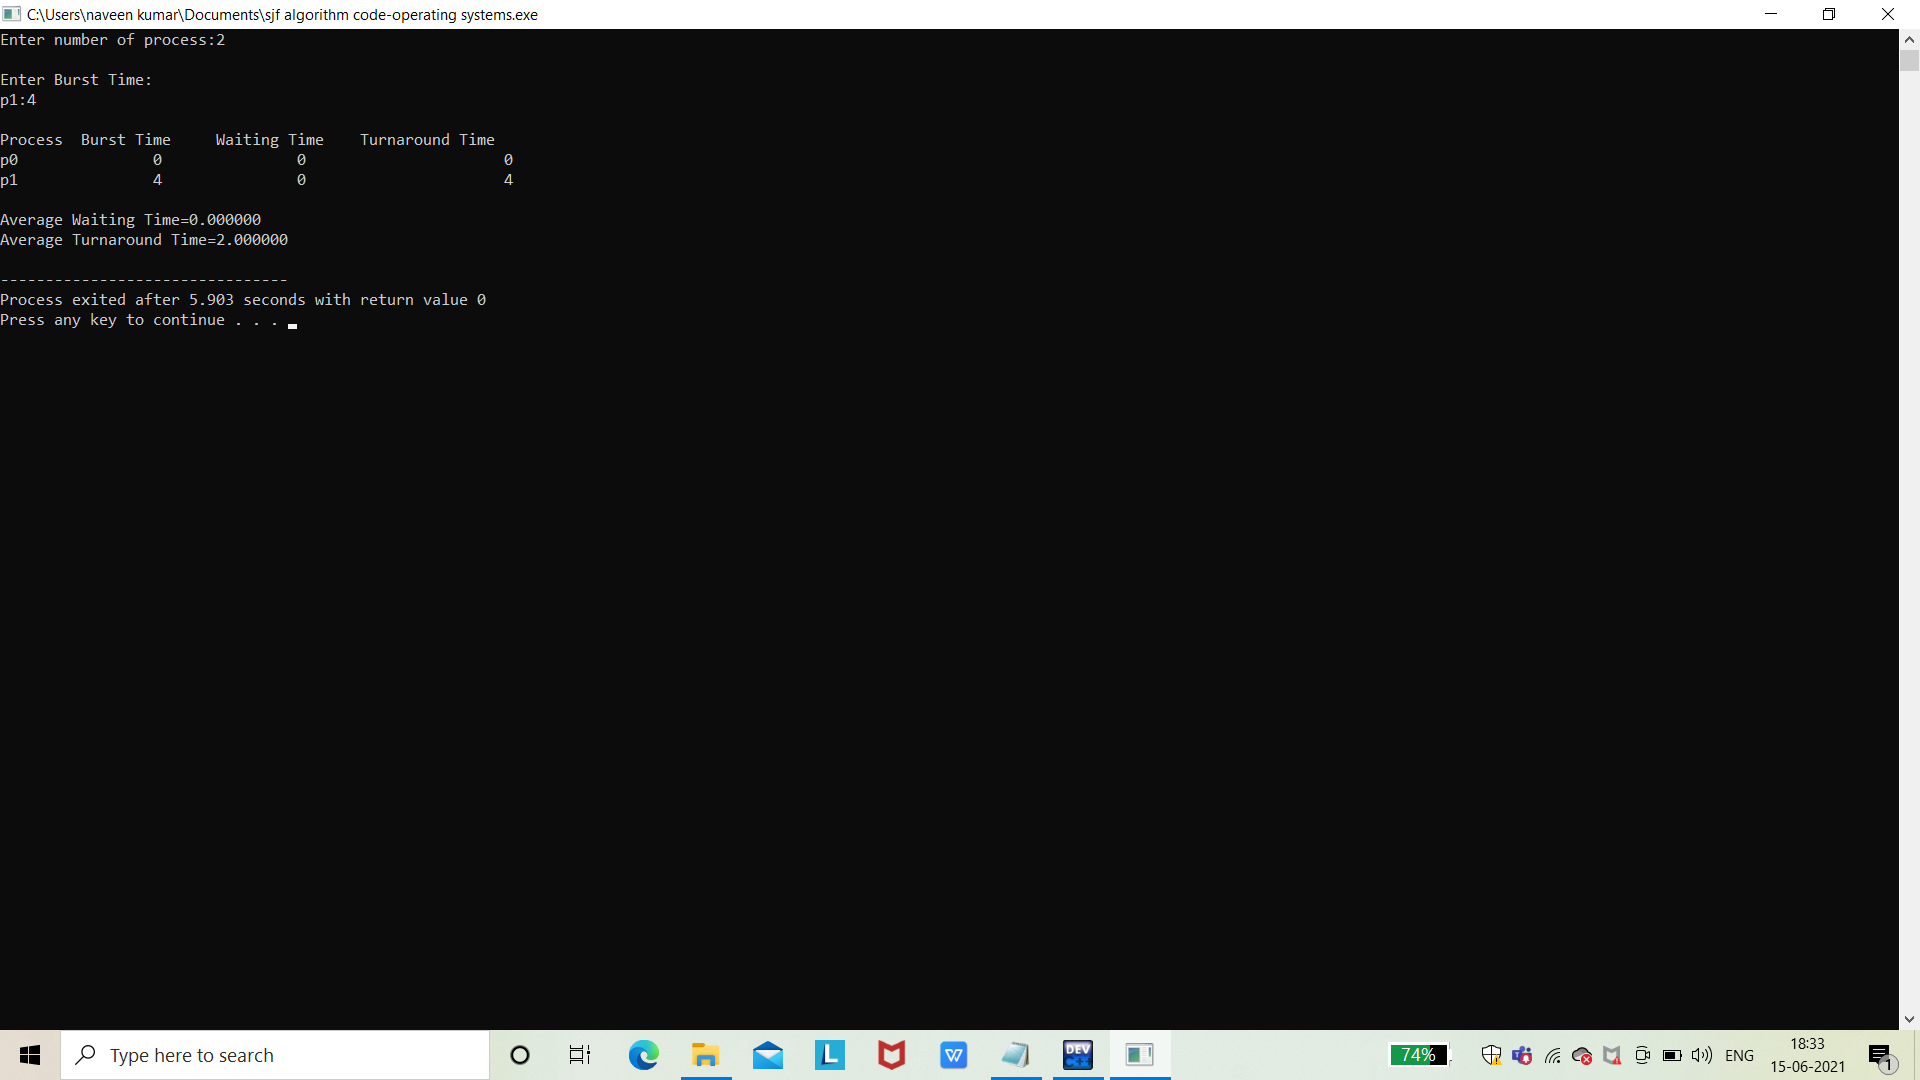 C:\Users\naveen kumar\Documents\sjf algorithm code-operating systems.exe
Enter number of process:2
Enter Burst Time:
p1:4
Process  Burst Time     Waiting Time    Turnaround Time
p0               0               0                      0
p1               4               0                      4
Average Waiting Time=0.000000
Average Turnaround Time=2.000000
--------------------------------
Process exited after 5.903 seconds with return value 0
Press any key to continue . . .
Type here to search
L
W
DEV
C++
74%
ENG
18:33
15-06-2021
1